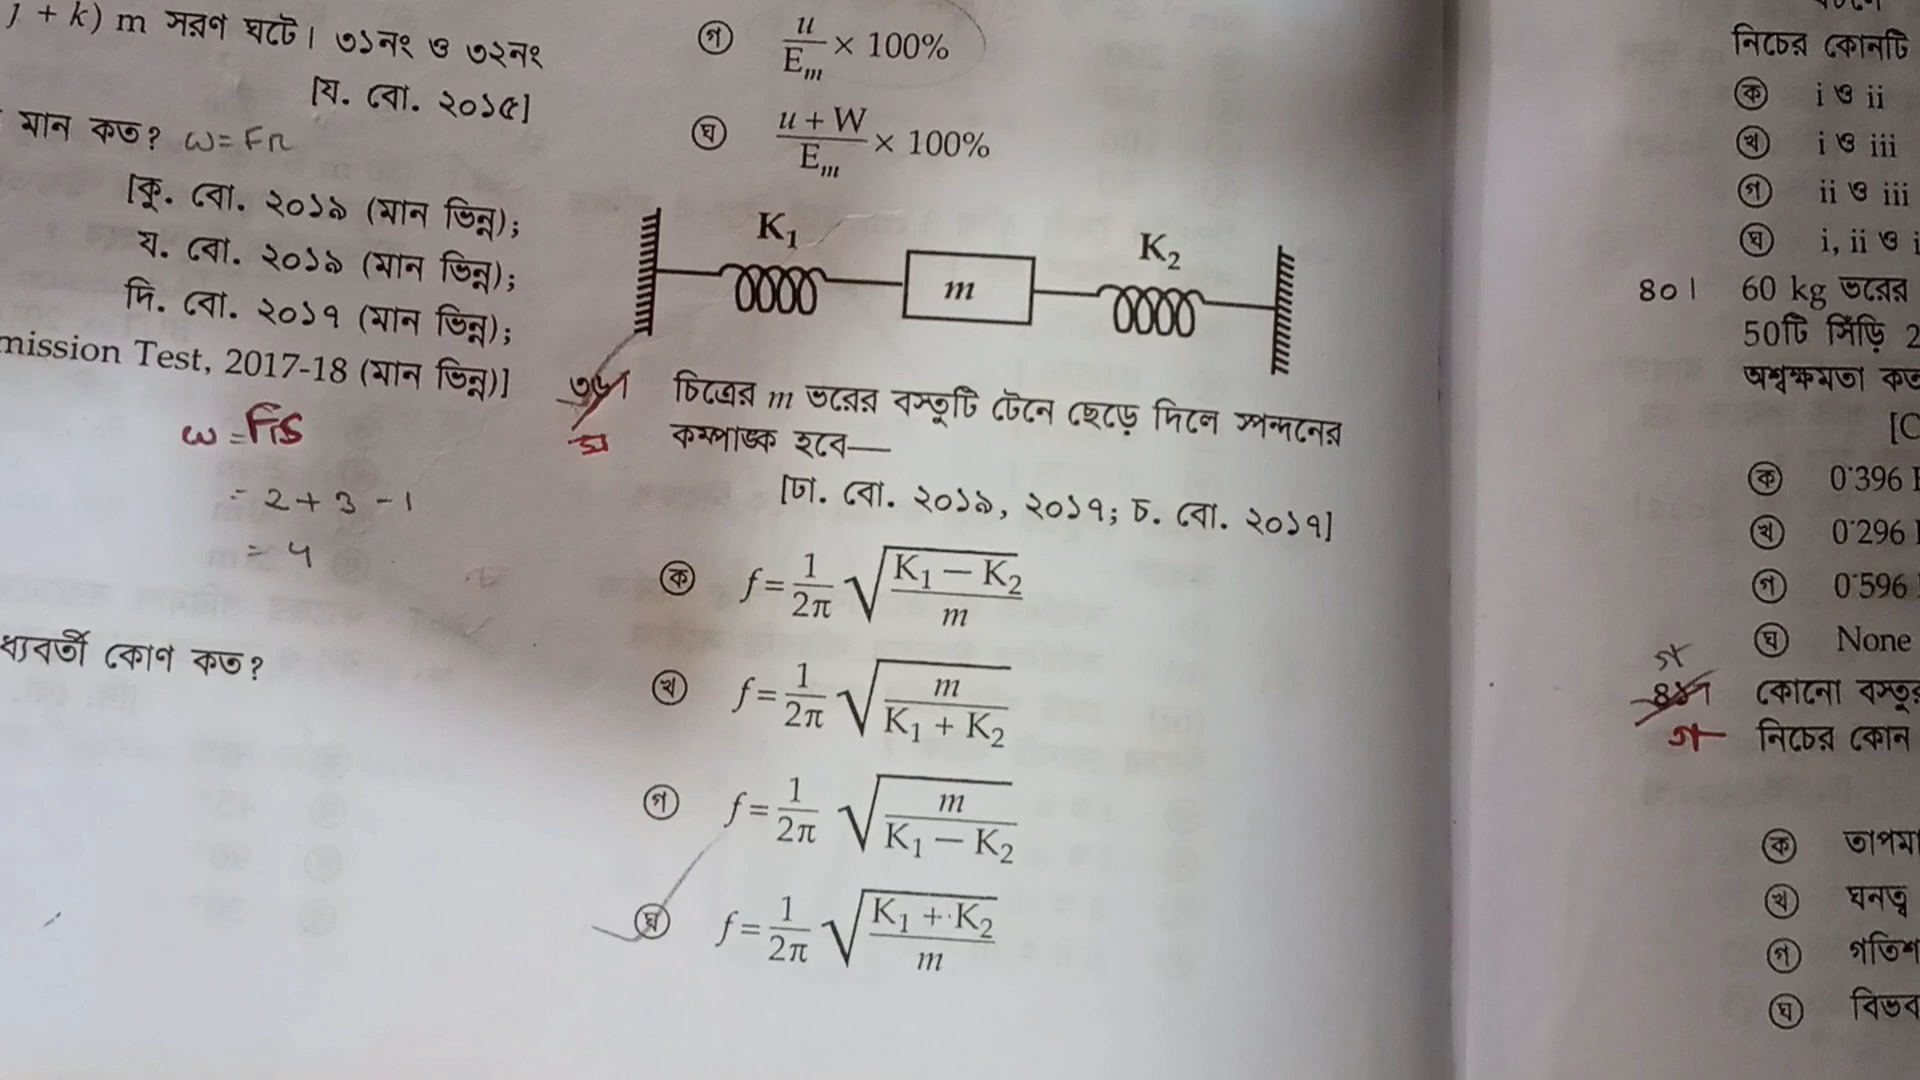 j + k) m সরণ ঘটে। ৩১নং ও ৩২নং
[য. বো. ২০১৫]
মান কত? ω = Fr
[কু. বো. ২০১৯ (মান ভিন্ন);
য. বো. ২০১৯ (মান ভিন্ন);
দি. বো. ২০১৭ (মান ভিন্ন);
mission Test, 2017-18 (মান ভিন্ন)]
ω = F̄.s̄
= 2 + 3 - 1
= 4
ধ্যবর্তী কোণ কত?
গ u/E_m × 100%
ঘ (u + W)/E_m × 100%
K₁
m
K₂
চিত্রের m ভরের বস্তুটি টেনে ছেড়ে দিলে স্পন্দনের
ঘ কম্পাঙ্ক হবে—
[ঢা. বো. ২০১৯, ২০১৭; চ. বো. ২০১৭]
ক f = 1/2π √((K₁ − K₂)/m)
খ f = 1/2π √(m/(K₁ + K₂))
গ f = 1/2π √(m/(K₁ − K₂))
ঘ f = 1/2π √((K₁ + K₂)/m)
নিচের কোনটি
ক i ও ii
খ i ও iii
গ ii ও iii
ঘ i, ii ও i
৪০। 60 kg ভরের
50টি সিঁড়ি 2
অশ্বক্ষমতা কত
[C
ক 0·396
খ 0·296
গ 0·596
ঘ None
গ
৪১। কোনো বস্তুর
গ নিচের কোন
ক তাপমা
খ ঘনত্ব
গ গতিশ
ঘ বিভব